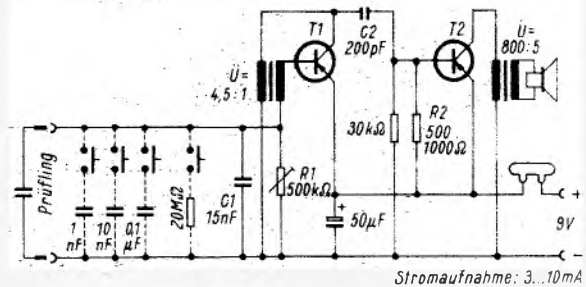 T1
C2
200pF
T2
Ü=
4,5:1
Ü=
800:5
30kΩ
R2
500
1000Ω
Prüfling
1
nF
10
nF
0,1
µF
20MΩ
C1
15nF
R1
500kΩ
+
50µF
+
9V
−
Stromaufnahme: 3...10mA